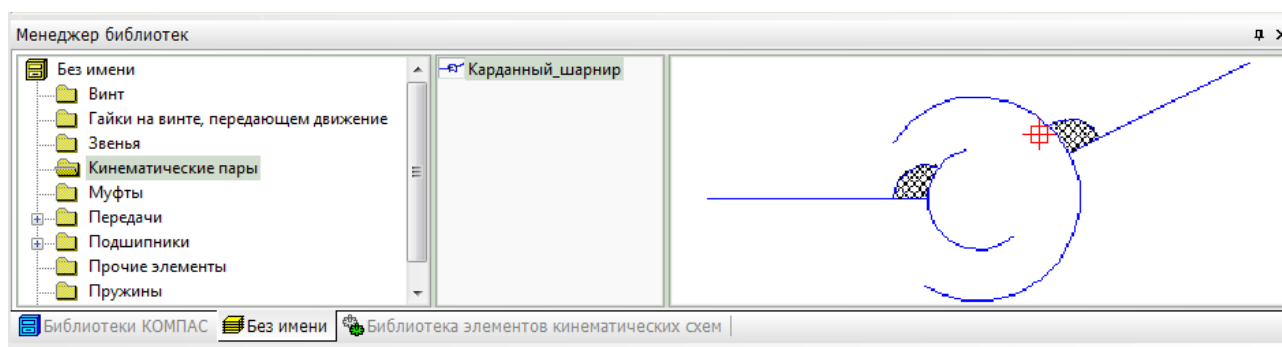 Менеджер библиотек
Без имени
Винт
Гайки на винте, передающем движение
Звенья
Кинематические пары
Муфты
Передачи
Подшипники
Прочие элементы
Пружины
Карданный_шарнир
Библиотеки КОМПАС Без имени Библиотека элементов кинематических схем